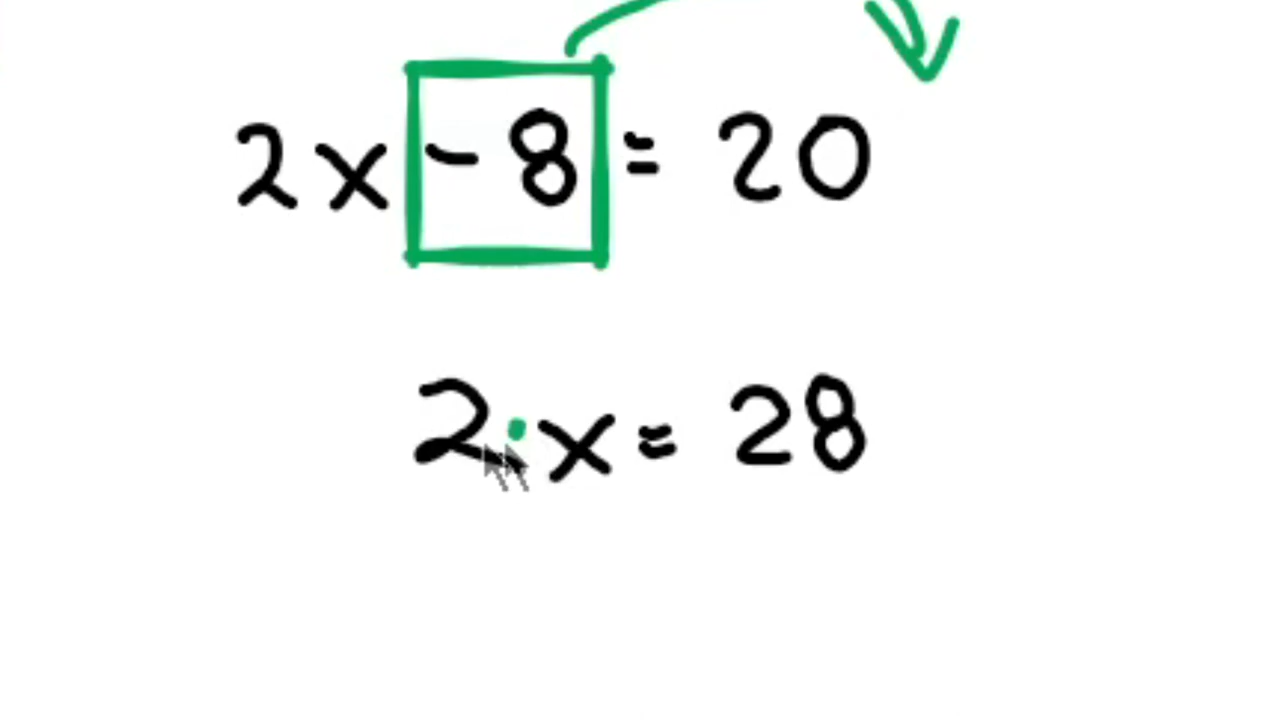 2x - 8 = 20
2·x = 28